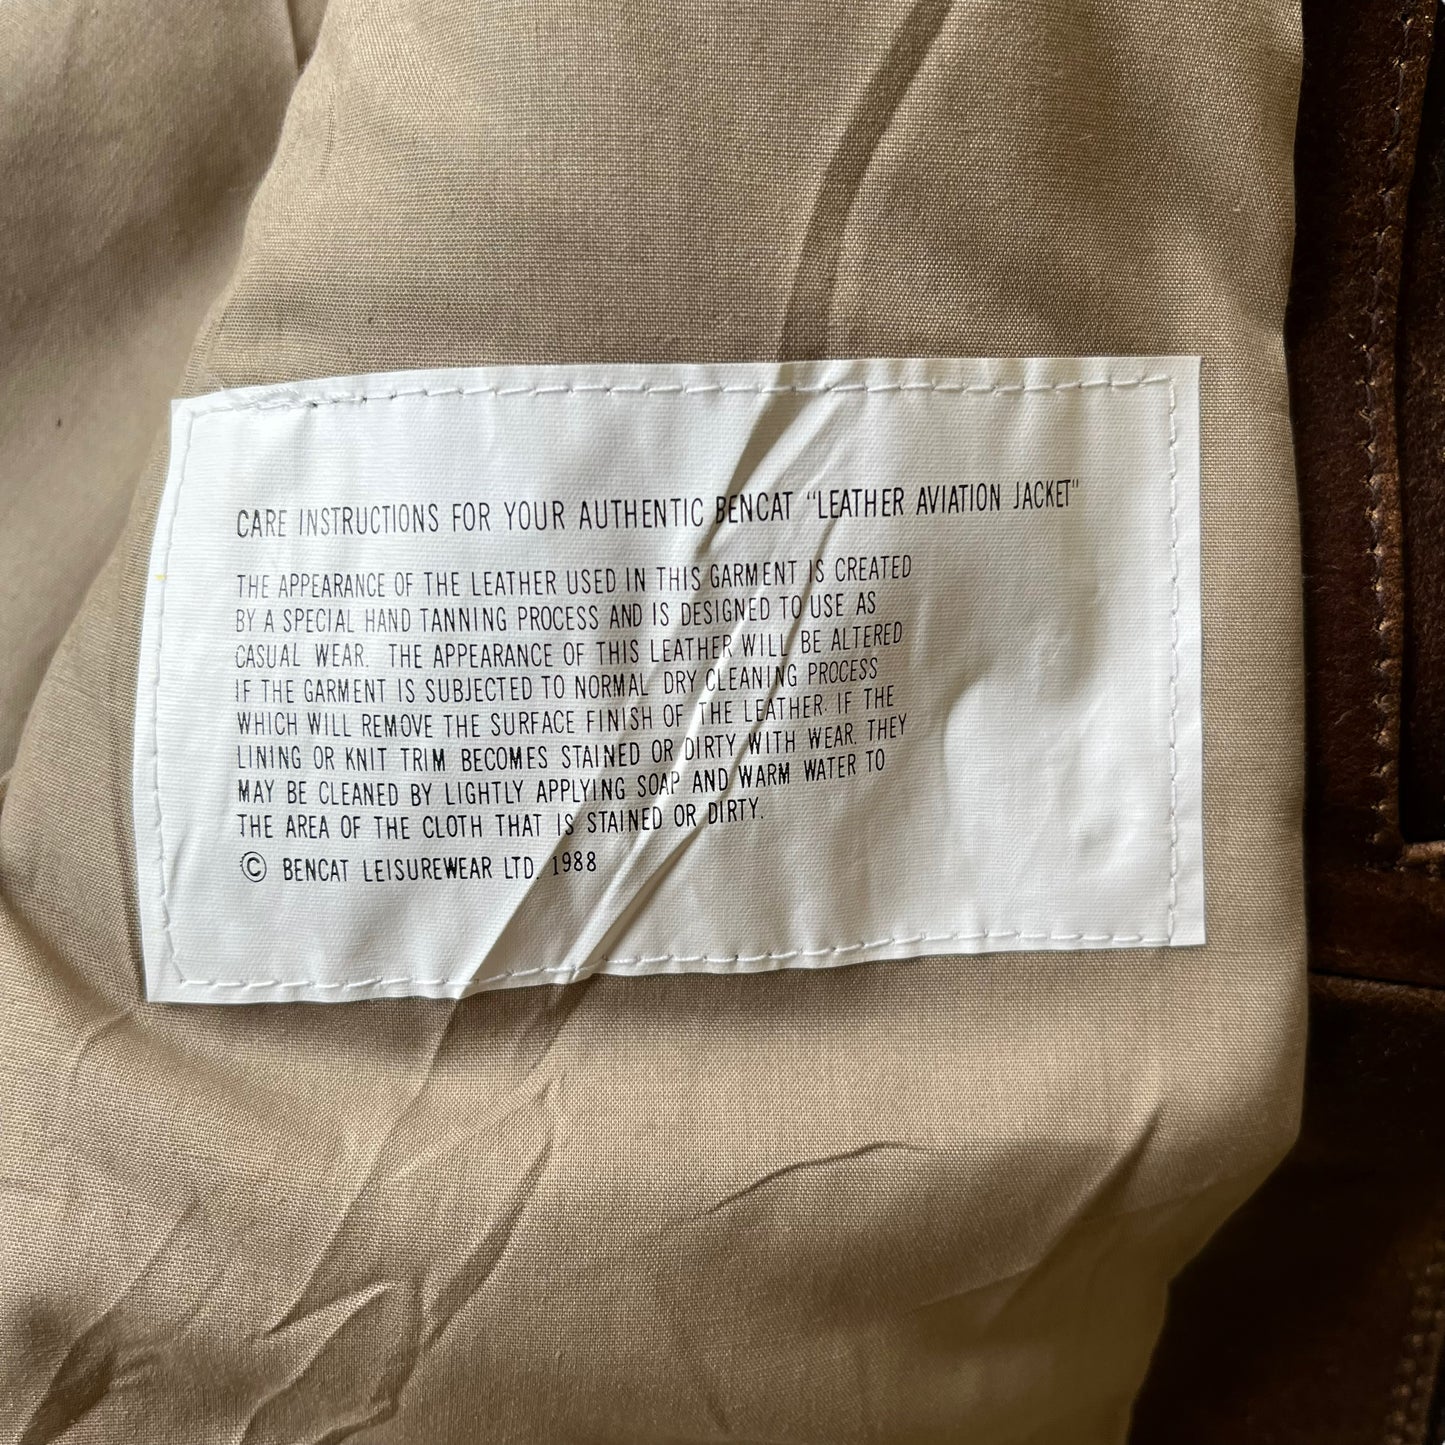 CARE INSTRUCTIONS FOR YOUR AUTHENTIC BENCAT "LEATHER AVIATION JACKET"
THE APPEARANCE OF THE LEATHER USED IN THIS GARMENT IS CREATED
BY A SPECIAL HAND TANNING PROCESS AND IS DESIGNED TO USE AS
CASUAL WEAR. THE APPEARANCE OF THIS LEATHER WILL BE ALTERED
IF THE GARMENT IS SUBJECTED TO NORMAL DRY CLEANING PROCESS
WHICH WILL REMOVE THE SURFACE FINISH OF THE LEATHER. IF THE
LINING OR KNIT TRIM BECOMES STAINED OR DIRTY WITH WEAR. THEY
MAY BE CLEANED BY LIGHTLY APPLYING SOAP AND WARM WATER TO
THE AREA OF THE CLOTH THAT IS STAINED OR DIRTY.
© BENCAT LEISUREWEAR LTD. 1988